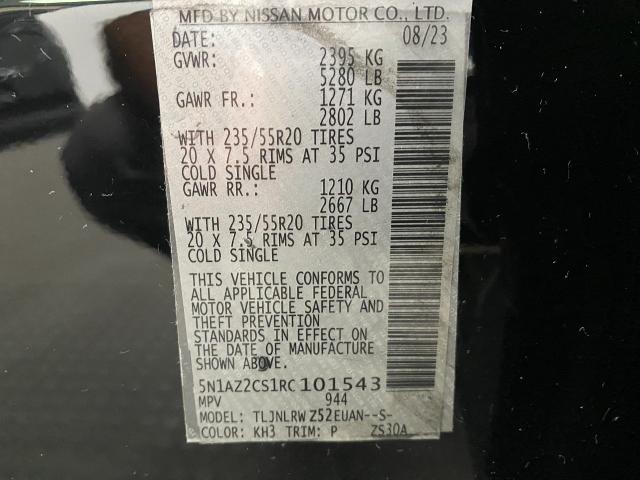 MFD BY NISSAN MOTOR CO., LTD.
DATE: 08/23
GVWR: 2395 KG
5280 LB
GAWR FR.: 1271 KG
2802 LB
WITH 235/55R20 TIRES
20 X 7.5 RIMS AT 35 PSI
COLD SINGLE
GAWR RR.: 1210 KG
2667 LB
WITH 235/55R20 TIRES
20 X 7.5 RIMS AT 35 PSI
COLD SINGLE
THIS VEHICLE CONFORMS TO
ALL APPLICABLE FEDERAL
MOTOR VEHICLE SAFETY AND
THEFT PREVENTION
STANDARDS IN EFFECT ON
THE DATE OF MANUFACTURE
SHOWN ABOVE.
5N1AZ2CS1RC101543
MPV 944
MODEL: TLJNLRW Z52EUAN--S-
COLOR: KH3 TRIM: P ZS30A